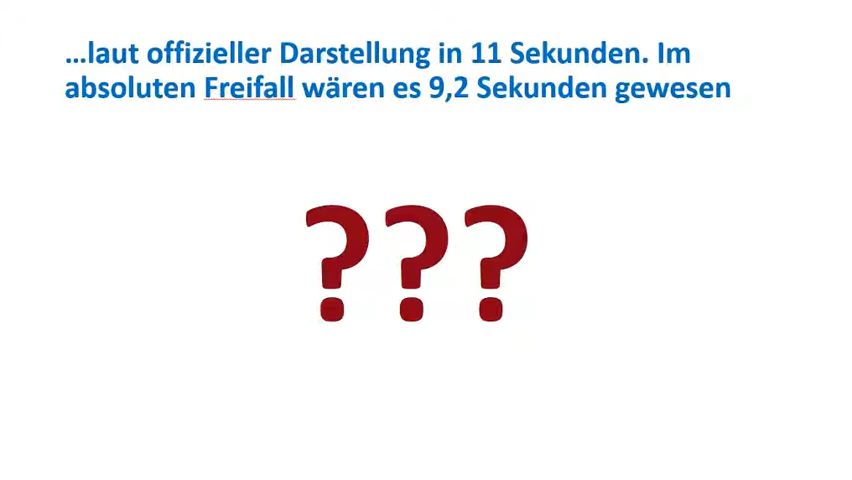 ...laut offizieller Darstellung in 11 Sekunden. Im
absoluten Freifall wären es 9,2 Sekunden gewesen
???